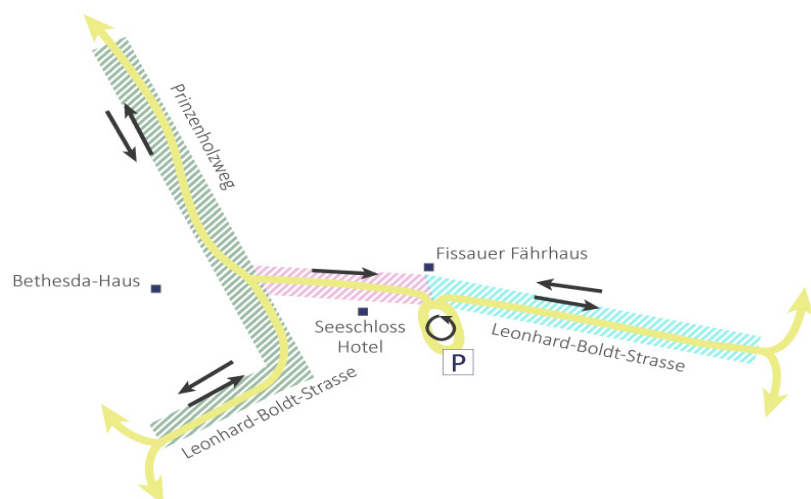 Prinzenholzweg
Fissauer Fährhaus
Bethesda-Haus
Seeschloss
Hotel
Leonhard-Boldt-Strasse
P
Leonhard-Boldt-Strasse